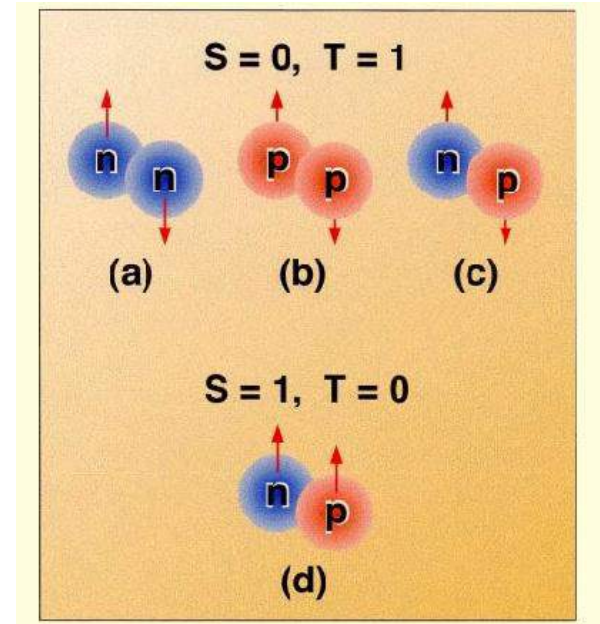 S = 0, T = 1
n n p p n p
(a) (b) (c)
S = 1, T = 0
n p
(d)